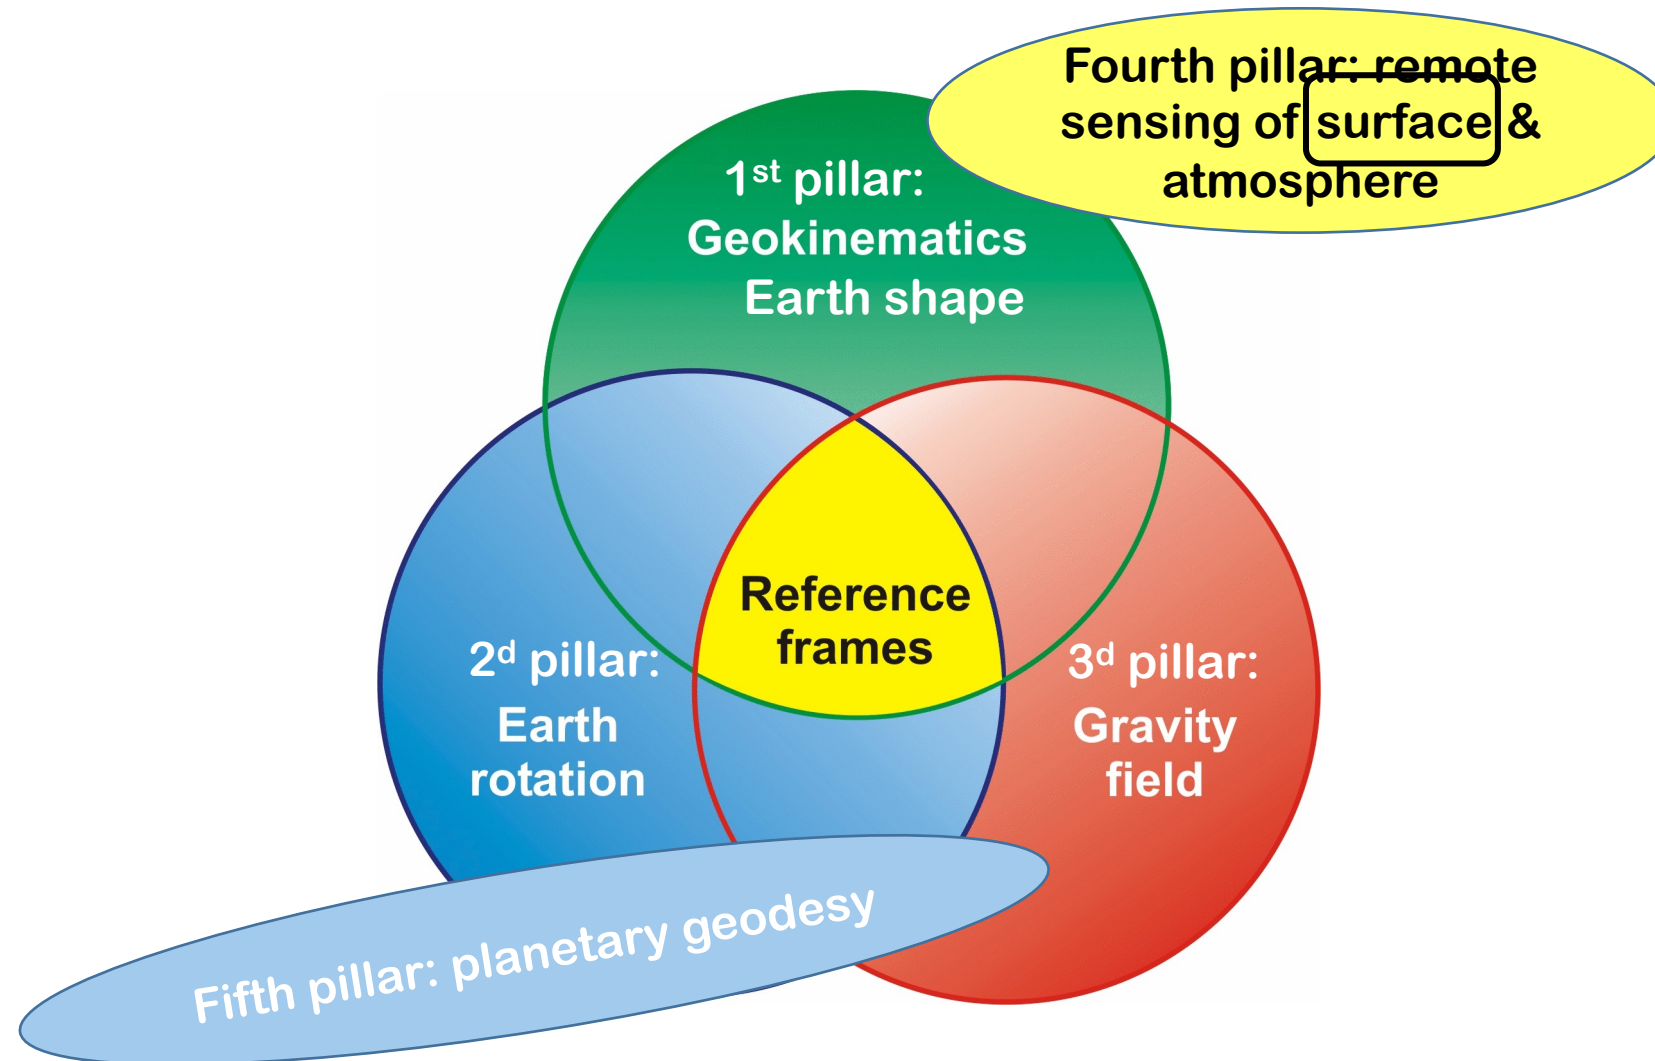 Fourth pillar: remote
sensing of surface &
atmosphere
1st pillar:
Geokinematics
Earth shape
Reference
frames
2d pillar:
Earth
rotation
3d pillar:
Gravity
field
Fifth pillar: planetary geodesy